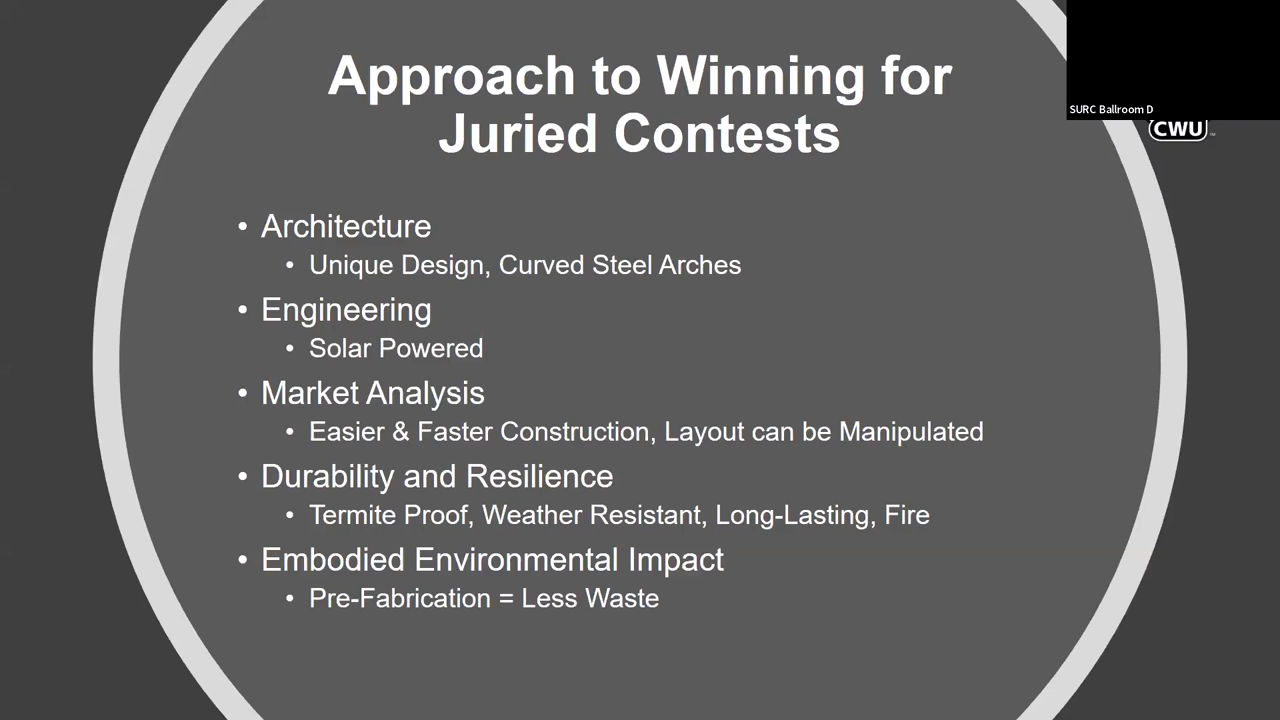 Approach to Winning for
Juried Contests
SURC Ballroom D
CWU
• Architecture
• Unique Design, Curved Steel Arches
• Engineering
• Solar Powered
• Market Analysis
• Easier & Faster Construction, Layout can be Manipulated
• Durability and Resilience
• Termite Proof, Weather Resistant, Long-Lasting, Fire
• Embodied Environmental Impact
• Pre-Fabrication = Less Waste